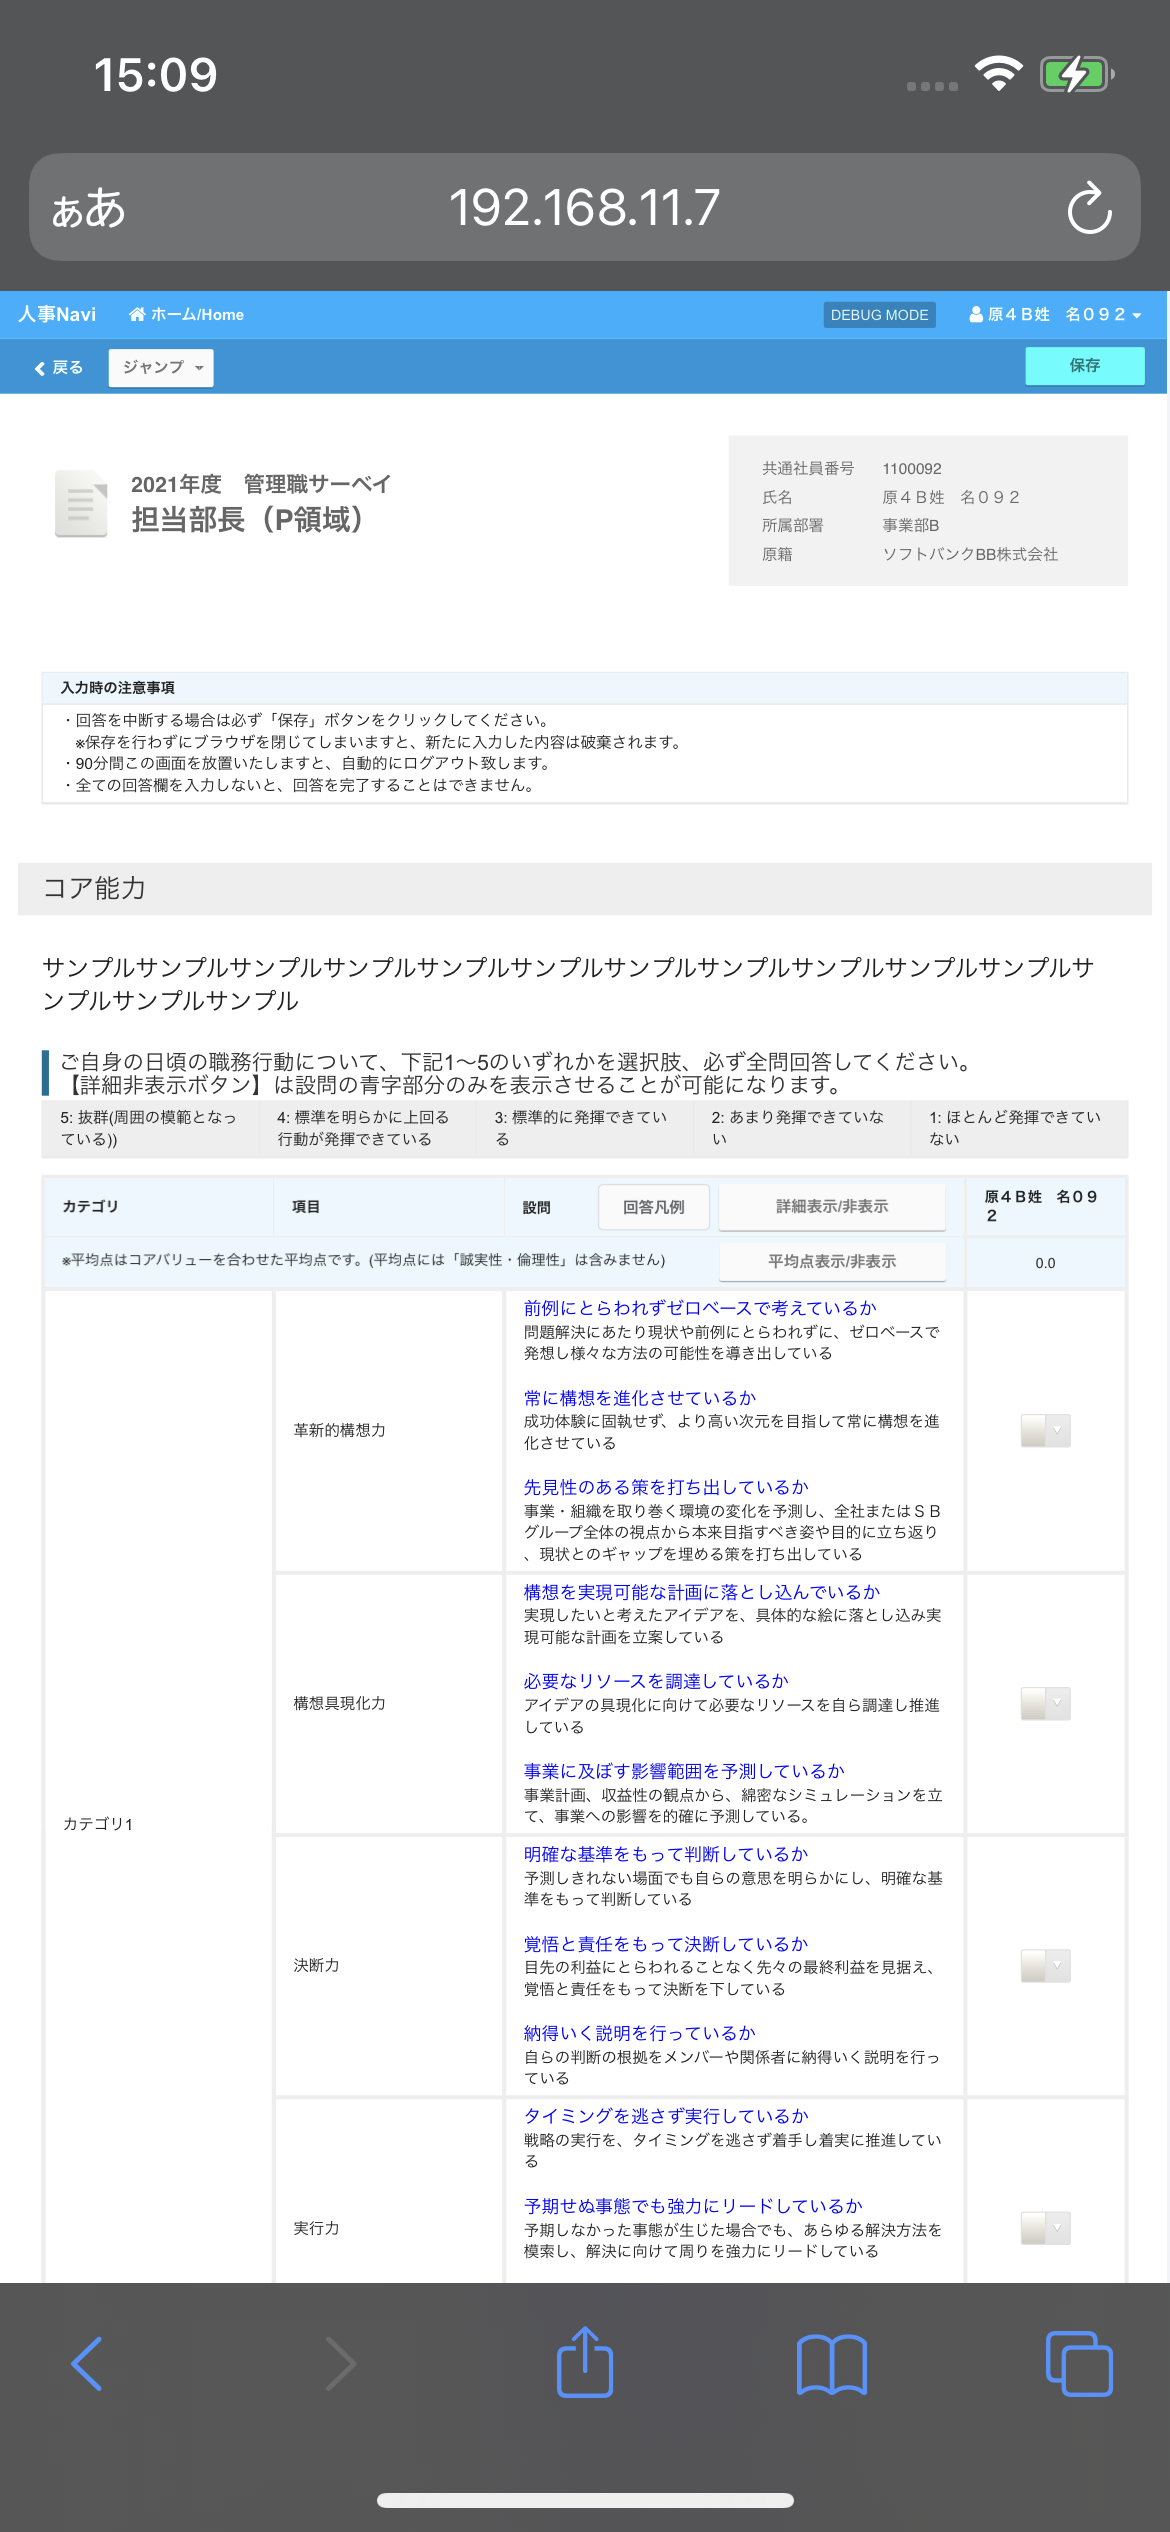 15:09
ぁあ 192.168.11.7
人事Navi ホーム/Home DEBUG MODE 原４Ｂ姓　名０９２
戻る ジャンプ 保存
2021年度　管理職サーベイ
担当部長（P領域）
共通社員番号 1100092
氏名 原４Ｂ姓　名０９２
所属部署 事業部B
原籍 ソフトバンクBB株式会社
入力時の注意事項
・回答を中断する場合は必ず「保存」ボタンをクリックしてください。
※保存を行わずにブラウザを閉じてしまいますと、新たに入力した内容は破棄されます。
・90分間この画面を放置いたしますと、自動的にログアウト致します。
・全ての回答欄を入力しないと、回答を完了することはできません。
コア能力
サンプルサンプルサンプルサンプルサンプルサンプルサンプルサンプルサンプルサンプルサンプルサ
ンプルサンプルサンプル
ご自身の日頃の職務行動について、下記1〜5のいずれかを選択肢、必ず全問回答してください。
【詳細非表示ボタン】は設問の青字部分のみを表示させることが可能になります。
5: 抜群(周囲の模範となっ
ている))
4: 標準を明らかに上回る
行動が発揮できている
3: 標準的に発揮できてい
る
2: あまり発揮できていな
い
1: ほとんど発揮できてい
ない
カテゴリ 項目 設問 回答凡例 詳細表示/非表示
原４Ｂ姓　名０９
２
※平均点はコアバリューを合わせた平均点です。(平均点には「誠実性・倫理性」は含みません) 平均点表示/非表示 0.0
カテゴリ1
革新的構想力
前例にとらわれずゼロベースで考えているか
問題解決にあたり現状や前例にとらわれずに、ゼロベースで
発想し様々な方法の可能性を導き出している
常に構想を進化させているか
成功体験に固執せず、より高い次元を目指して常に構想を進
化させている
先見性のある策を打ち出しているか
事業・組織を取り巻く環境の変化を予測し、全社またはＳＢ
グループ全体の視点から本来目指すべき姿や目的に立ち返り
、現状とのギャップを埋める策を打ち出している
構想具現化力
構想を実現可能な計画に落とし込んでいるか
実現したいと考えたアイデアを、具体的な絵に落とし込み実
現可能な計画を立案している
必要なリソースを調達しているか
アイデアの具現化に向けて必要なリソースを自ら調達し推進
している
事業に及ぼす影響範囲を予測しているか
事業計画、収益性の観点から、綿密なシミュレーションを立
て、事業への影響を的確に予測している。
決断力
明確な基準をもって判断しているか
予測しきれない場面でも自らの意思を明らかにし、明確な基
準をもって判断している
覚悟と責任をもって決断しているか
目先の利益にとらわれることなく先々の最終利益を見据え、
覚悟と責任をもって決断を下している
納得いく説明を行っているか
自らの判断の根拠をメンバーや関係者に納得いく説明を行っ
ている
実行力
タイミングを逃さず実行しているか
戦略の実行を、タイミングを逃さず着手し着実に推進してい
る
予期せぬ事態でも強力にリードしているか
予期しなかった事態が生じた場合でも、あらゆる解決方法を
模索し、解決に向けて周りを強力にリードしている